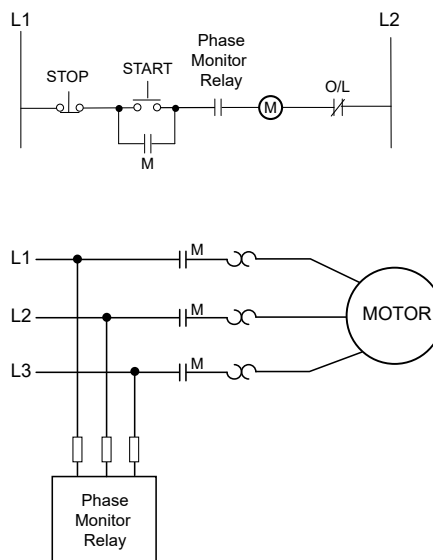 L1
L2
Phase
Monitor
Relay
STOP
START
O/L
M
M
L1
M
L2
M
MOTOR
L3
M
Phase
Monitor
Relay